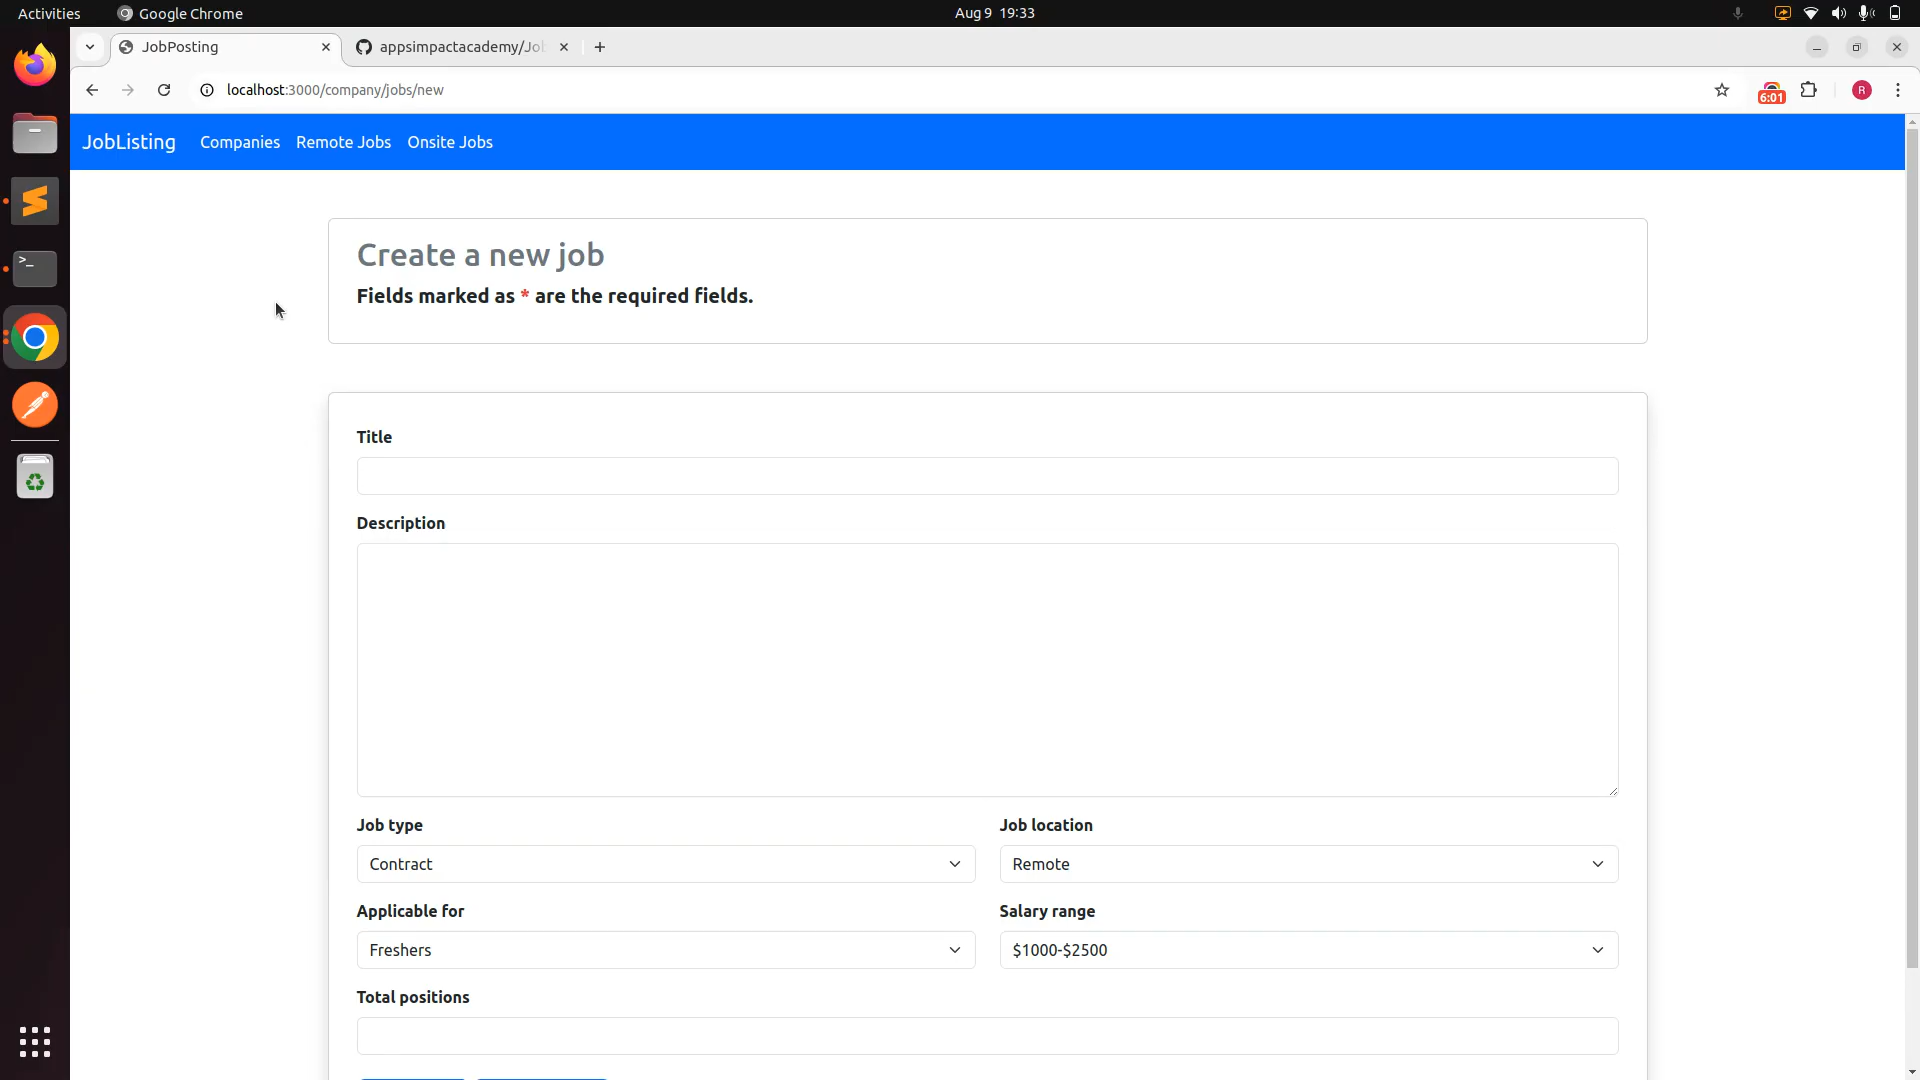 Activities
Google Chrome
Aug 9 19:33
JobPosting
appsimpactacademy/Jo
localhost:3000/company/jobs/new
6:01
R
JobListing
Companies
Remote Jobs
Onsite Jobs
Create a new job
Fields marked as * are the required fields.
Title
Description
Job type
Job location
Contract
Remote
Applicable for
Salary range
Freshers
$1000-$2500
Total positions